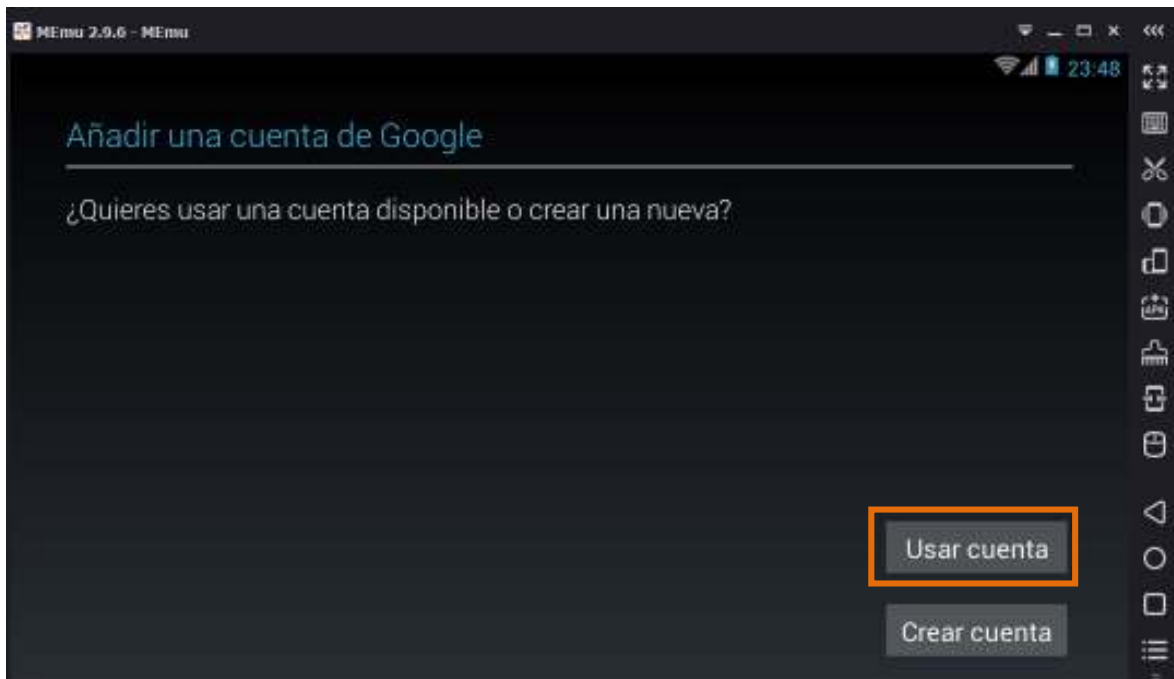 MEmu 2.9.6 - MEmu
23:48
Añadir una cuenta de Google
¿Quieres usar una cuenta disponible o crear una nueva?
APK
Usar cuenta
Crear cuenta